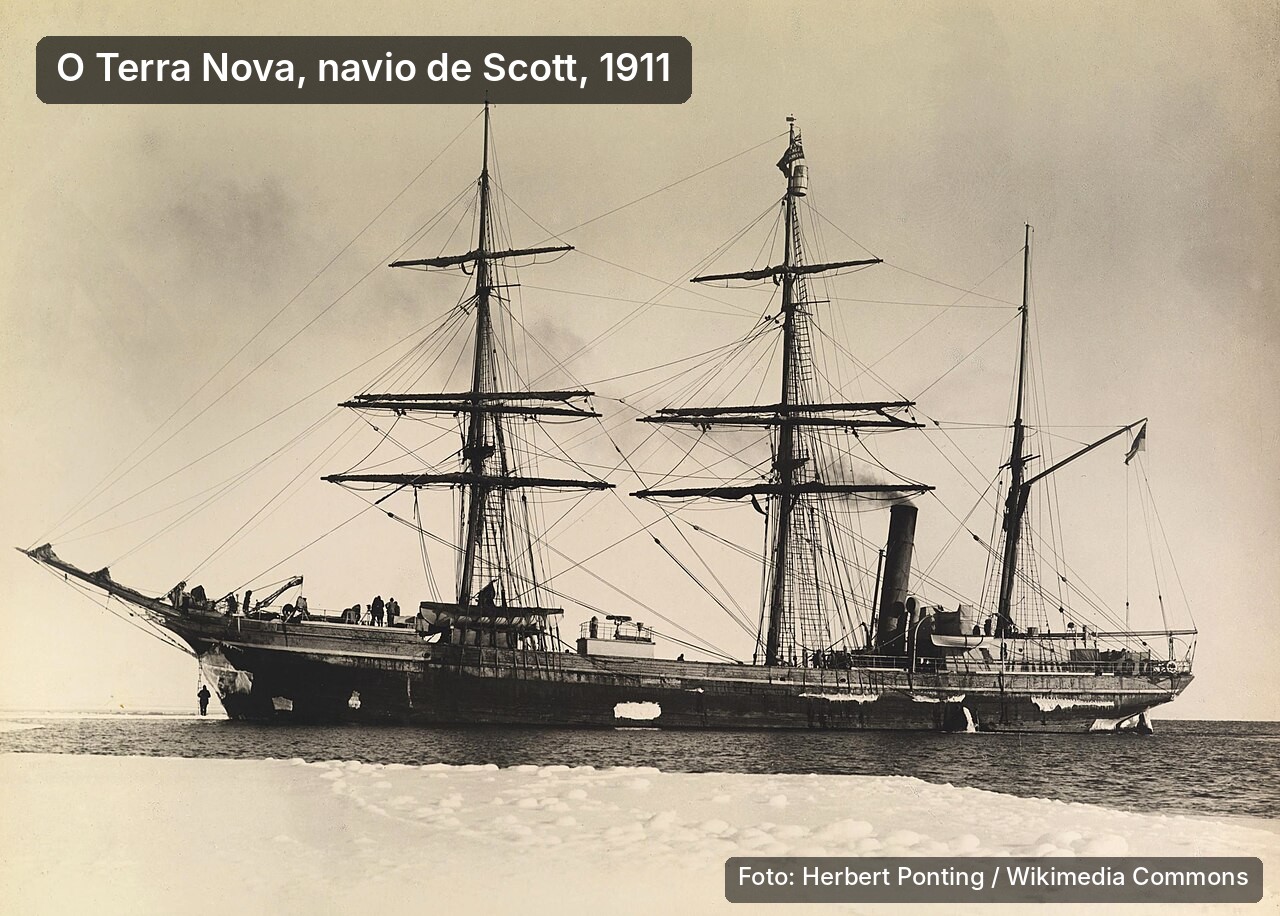 O Terra Nova, navio de Scott, 1911
Foto: Herbert Ponting / Wikimedia Commons